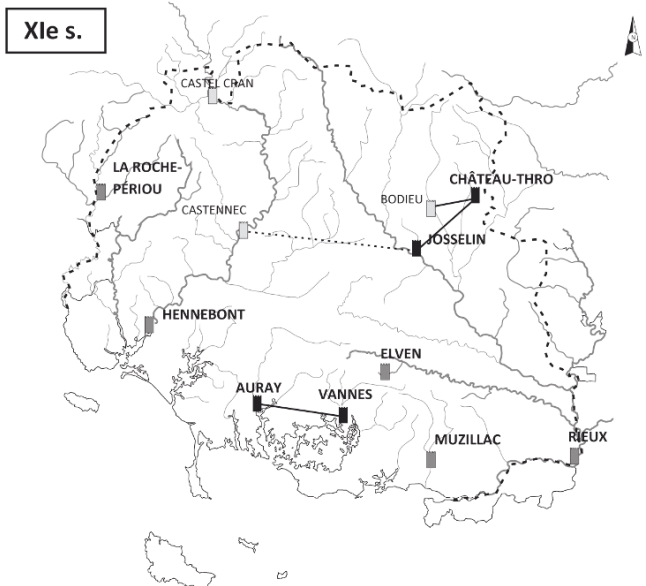 XIe s.
N
CASTEL CRAN
LA ROCHE-
PÉRIOU
CHÂTEAU-THRO
BODIEU
CASTENNEC
JOSSELIN
HENNEBONT
ELVEN
AURAY
VANNES
MUZILLAC
RIEUX